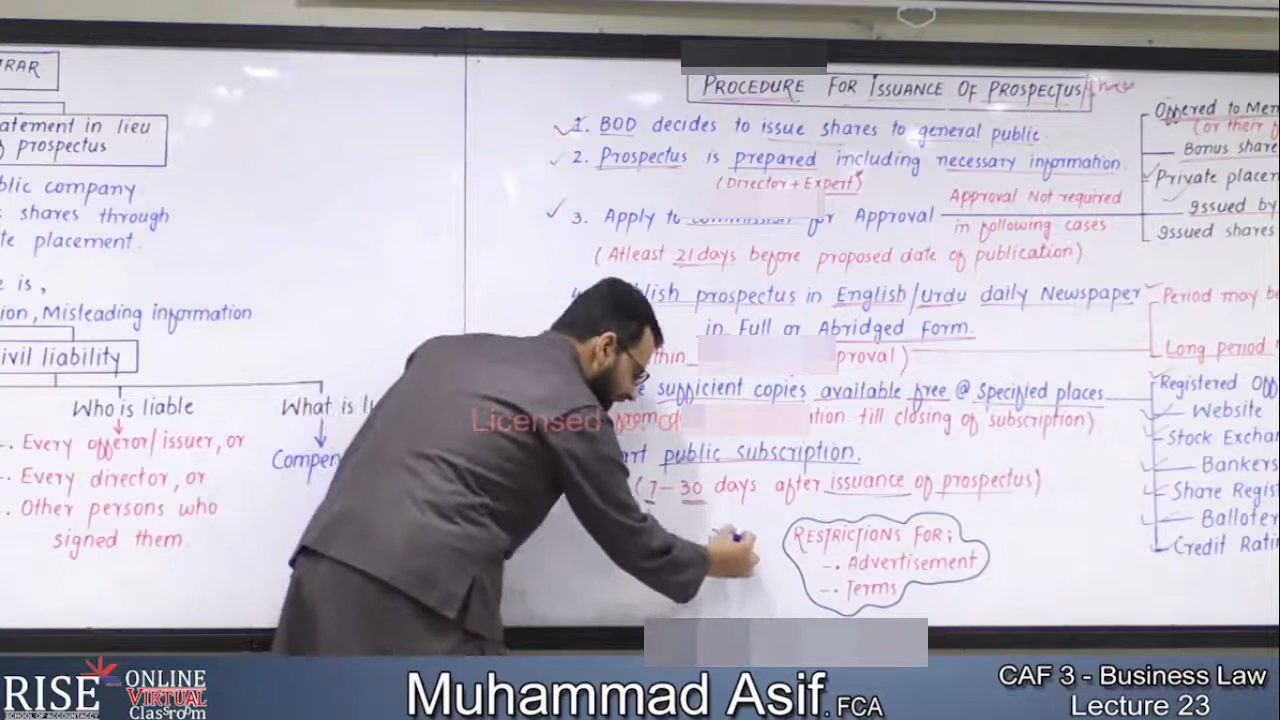 RAR
atement in lieu
prospectus
blic company
s shares through
te placement.
e is,
ion, Misleading information
ivil liability
Who is liable
What is
Every offeror/issuer, or
Every director, or
Other persons who
signed them.
Compen
PROCEDURE FOR ISSUANCE OF PROSPECTUS/
1. BOD decides to issue shares to general public.
2. Prospectus is prepared including necessary information.
(Director + Expert)
3. Apply to for Approval
Approval Not required
in following cases
(Atleast 21 days before proposed date of publication)
lish prospectus in English/Urdu daily Newspaper
in Full or Abridged Form.
thin proval)
sufficient copies available free @ Specified places
tion till closing of subscription)
art public subscription.
(7-30 days after issuance of prospectus)
RESTRICTIONS FOR;
-. Advertisement
-. Terms
Offered to Mem
(or their
Bonus share
Private placem
issued by
issued shares
Period may be
Long period
Registered Off
Website
Stock Exchan
Bankers
Share Regis
Balloter
Credit Ratin
Licensed
RISE
SCHOOL OF ACCOUNTANCY
ONLINE
VIRTUAL
Classroom
Muhammad Asif. FCA
CAF 3 - Business Law
Lecture 23